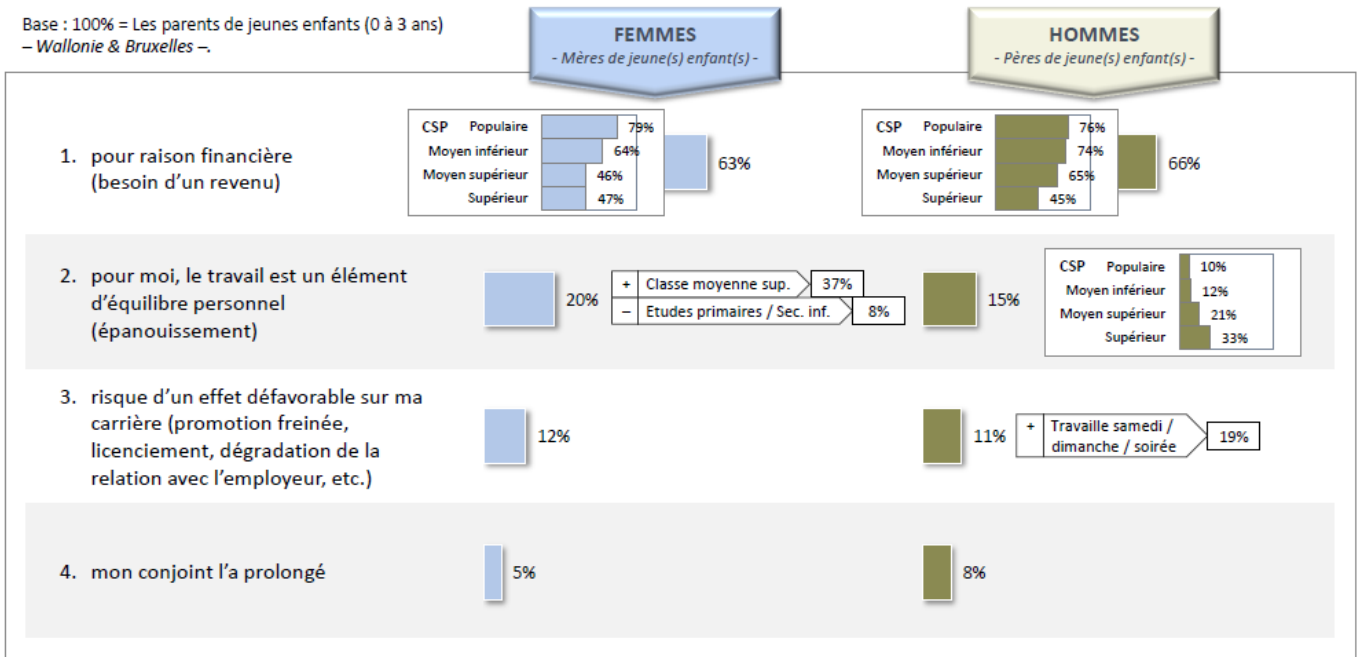 Base : 100% = Les parents de jeunes enfants (0 à 3 ans)
– Wallonie & Bruxelles –.
FEMMES
- Mères de jeune(s) enfant(s) -
HOMMES
- Pères de jeune(s) enfant(s) -
1. pour raison financière
(besoin d'un revenu)
CSP Populaire 79%
Moyen inférieur 64%
Moyen supérieur 46%
Supérieur 47%
63%
CSP Populaire 76%
Moyen inférieur 74%
Moyen supérieur 65%
Supérieur 45%
66%
2. pour moi, le travail est un élément
d'équilibre personnel
(épanouissement)
20%
+ Classe moyenne sup. 37%
– Etudes primaires / Sec. inf. 8%
15%
CSP Populaire 10%
Moyen inférieur 12%
Moyen supérieur 21%
Supérieur 33%
3. risque d'un effet défavorable sur ma
carrière (promotion freinée,
licenciement, dégradation de la
relation avec l'employeur, etc.)
12%
11%
+ Travaille samedi /
dimanche / soirée
19%
4. mon conjoint l'a prolongé
5%
8%